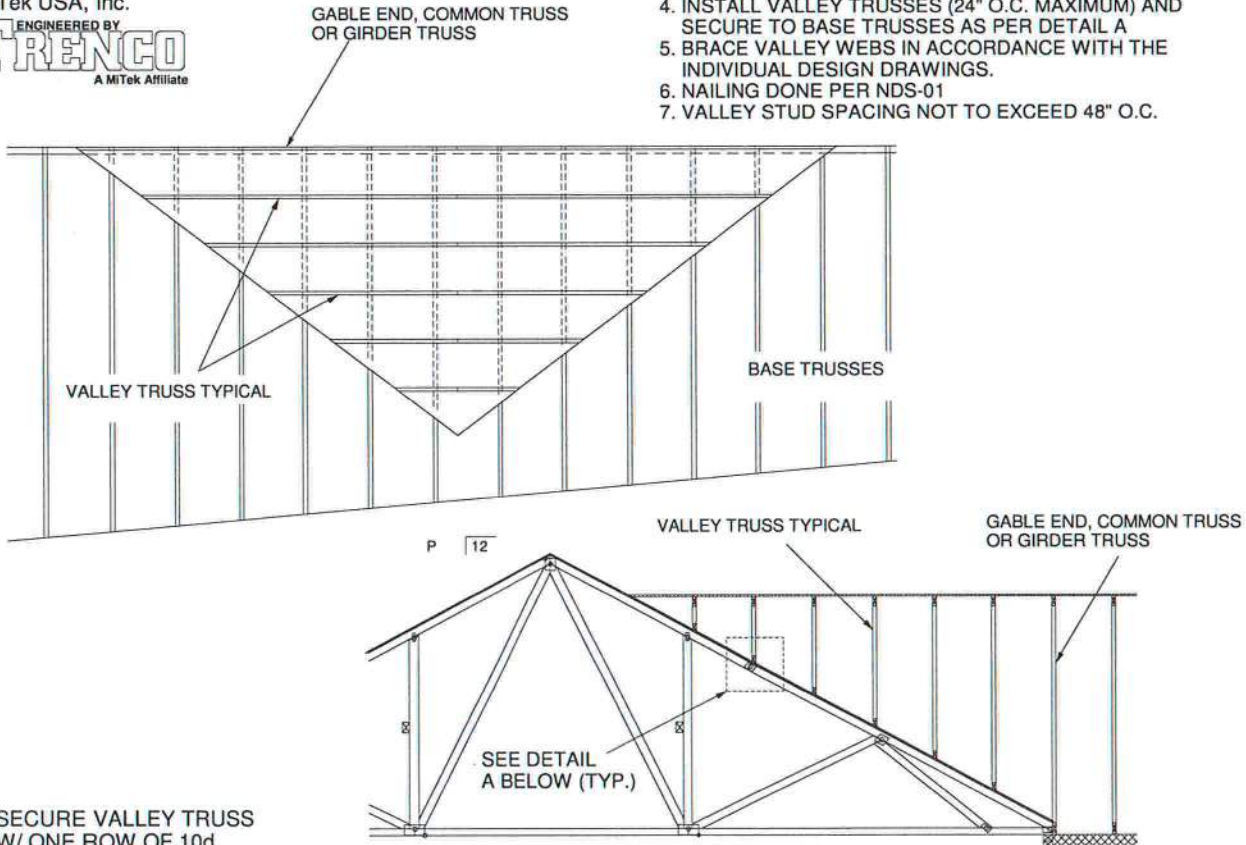 Tek USA, Inc.
ENGINEERED BY
TRENCO
A MiTek Affiliate
GABLE END, COMMON TRUSS
OR GIRDER TRUSS
4. INSTALL VALLEY TRUSSES (24" O.C. MAXIMUM) AND
SECURE TO BASE TRUSSES AS PER DETAIL A
5. BRACE VALLEY WEBS IN ACCORDANCE WITH THE
INDIVIDUAL DESIGN DRAWINGS.
6. NAILING DONE PER NDS-01
7. VALLEY STUD SPACING NOT TO EXCEED 48" O.C.
VALLEY TRUSS TYPICAL
BASE TRUSSES
P 12
VALLEY TRUSS TYPICAL
GABLE END, COMMON TRUSS
OR GIRDER TRUSS
SEE DETAIL
A BELOW (TYP.)
SECURE VALLEY TRUSS
W/ ONE ROW OF 10d